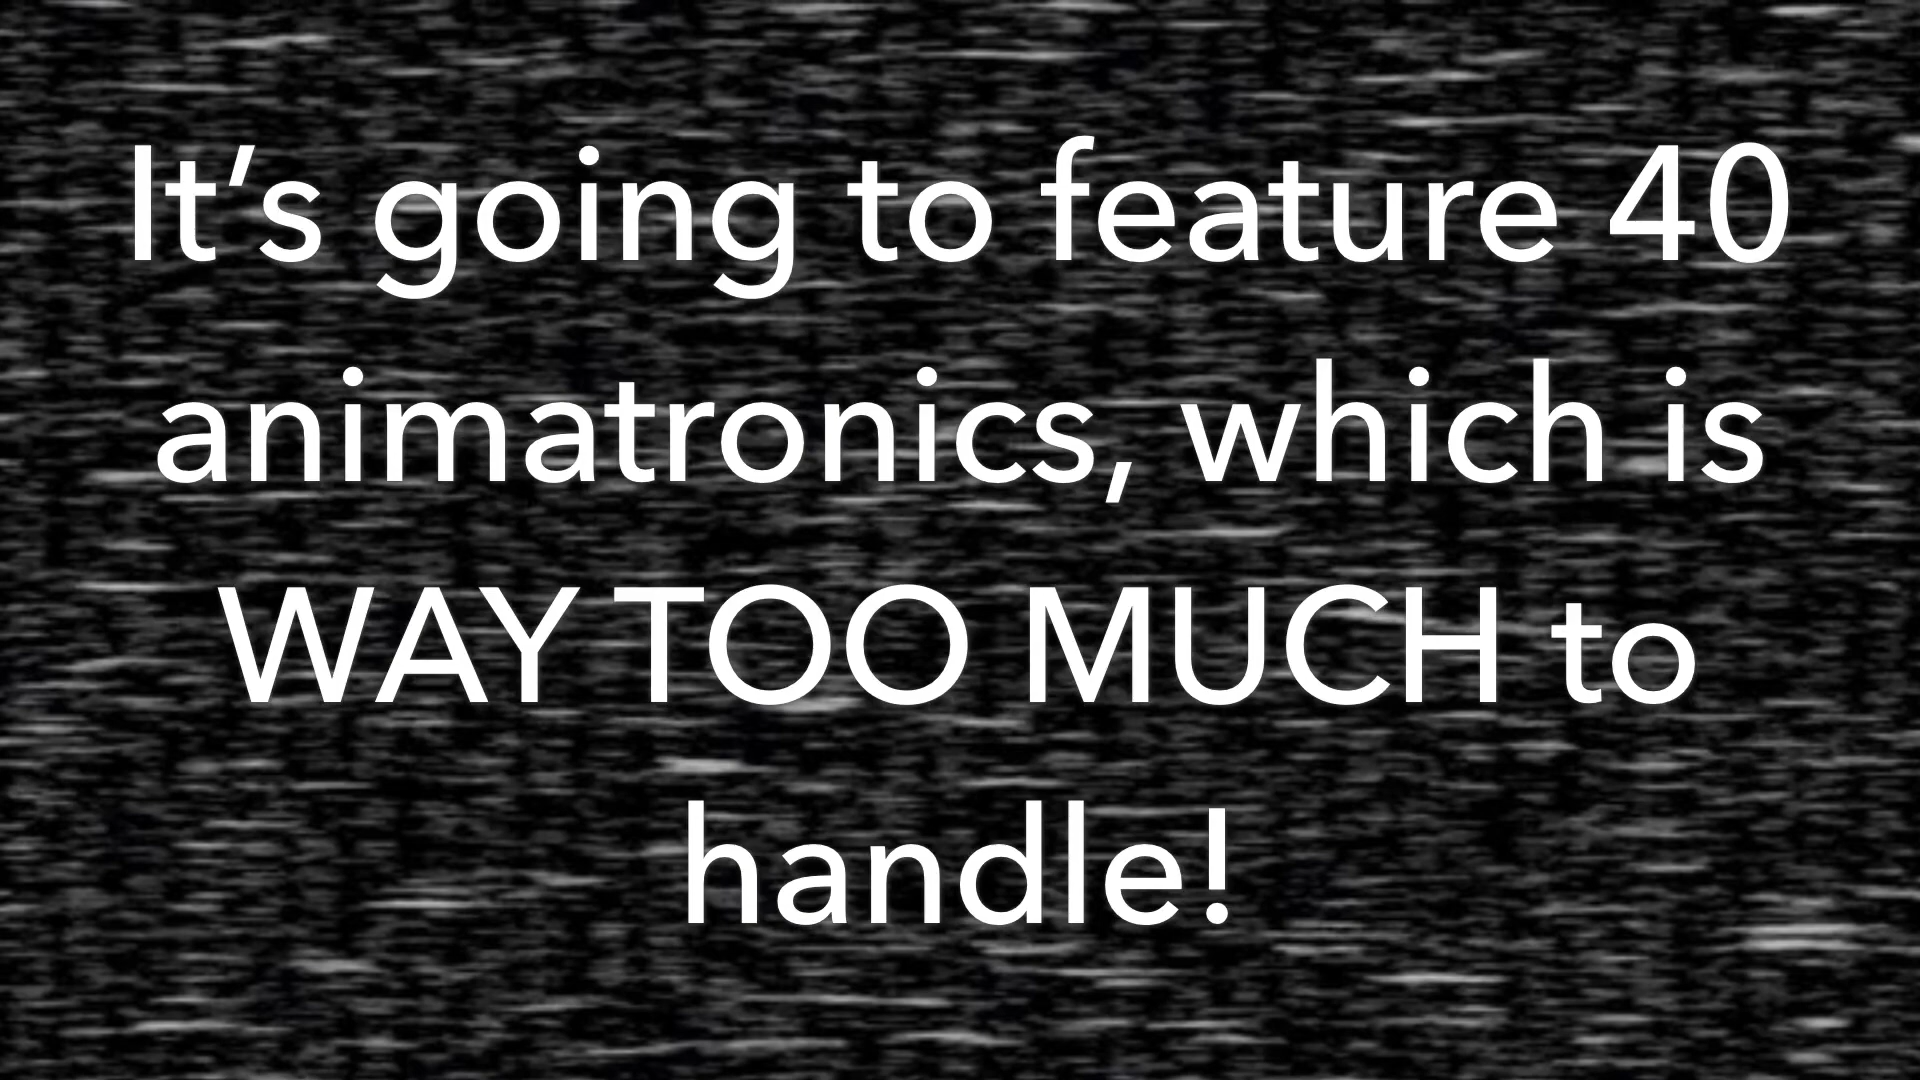 It’s going to feature 40
animatronics, which is
WAY TOO MUCH to
handle!